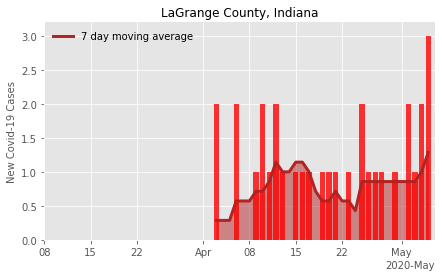 LaGrange County, Indiana
7 day moving average
New Covid-19 Cases
3.0
2.5
2.0
1.5
1.0
0.5
0.0
08 15 22 Apr 08 15 22 May
2020-May